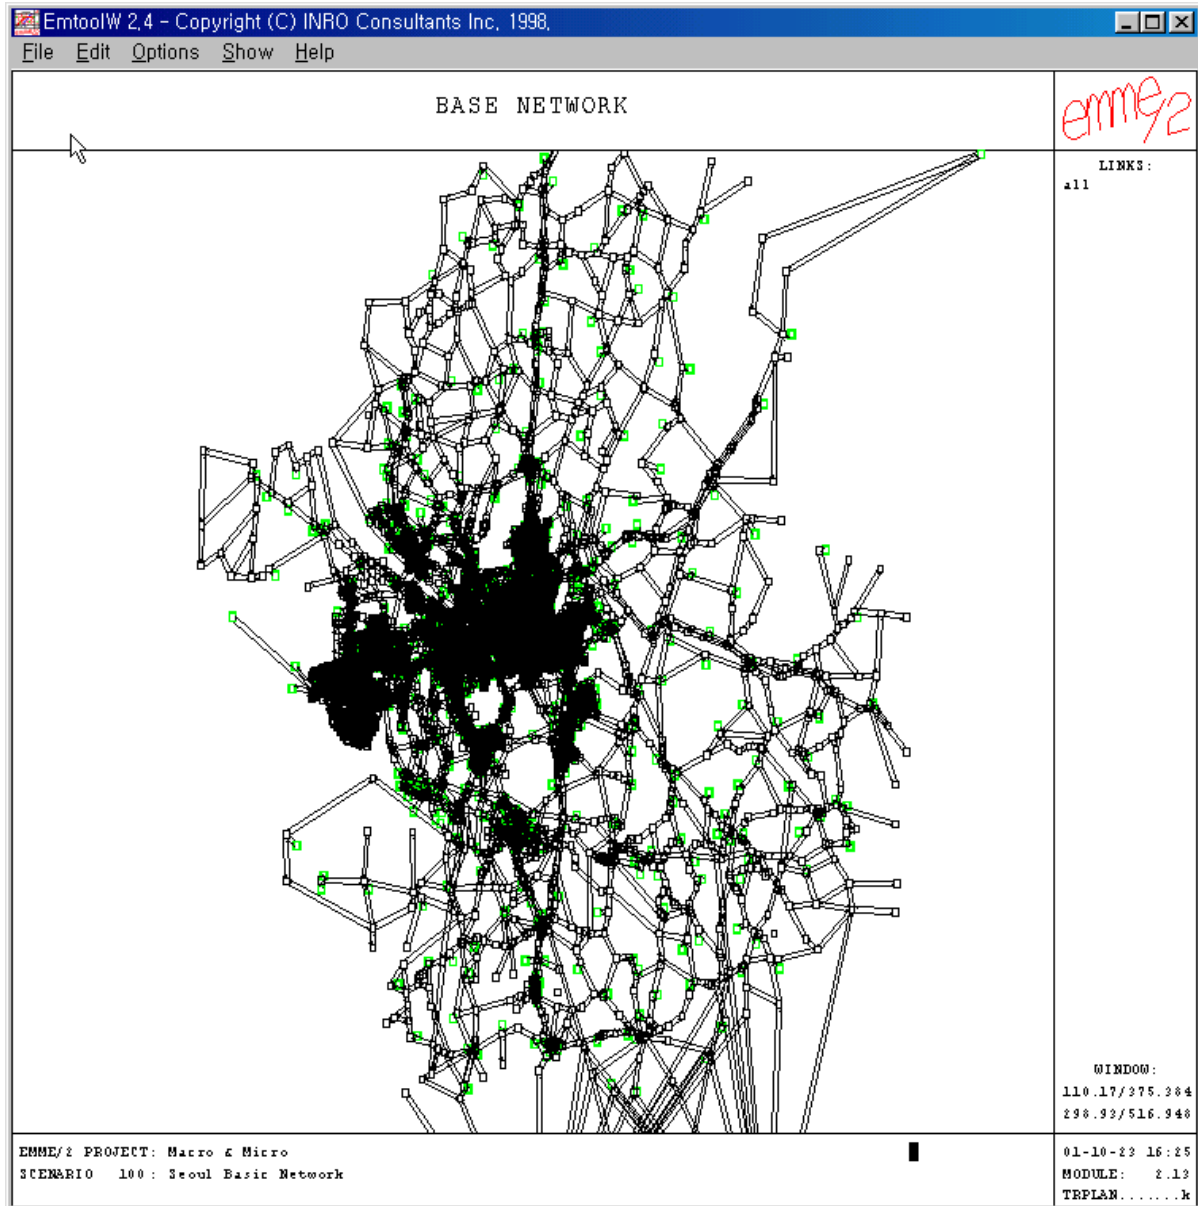 EmtoolW 2,4 - Copyright (C) INRO Consultants Inc, 1998,
File Edit Options Show Help
BASE NETWORK
emme/2
LINKS:
all
WINDOW:
110.17/375.384
298.93/516.948
EMME/2 PROJECT: Macro & Micro
SCENARIO 100: Seoul Basic Network
01-10-23 16:25
MODULE: 2.13
TRPLAN.......k